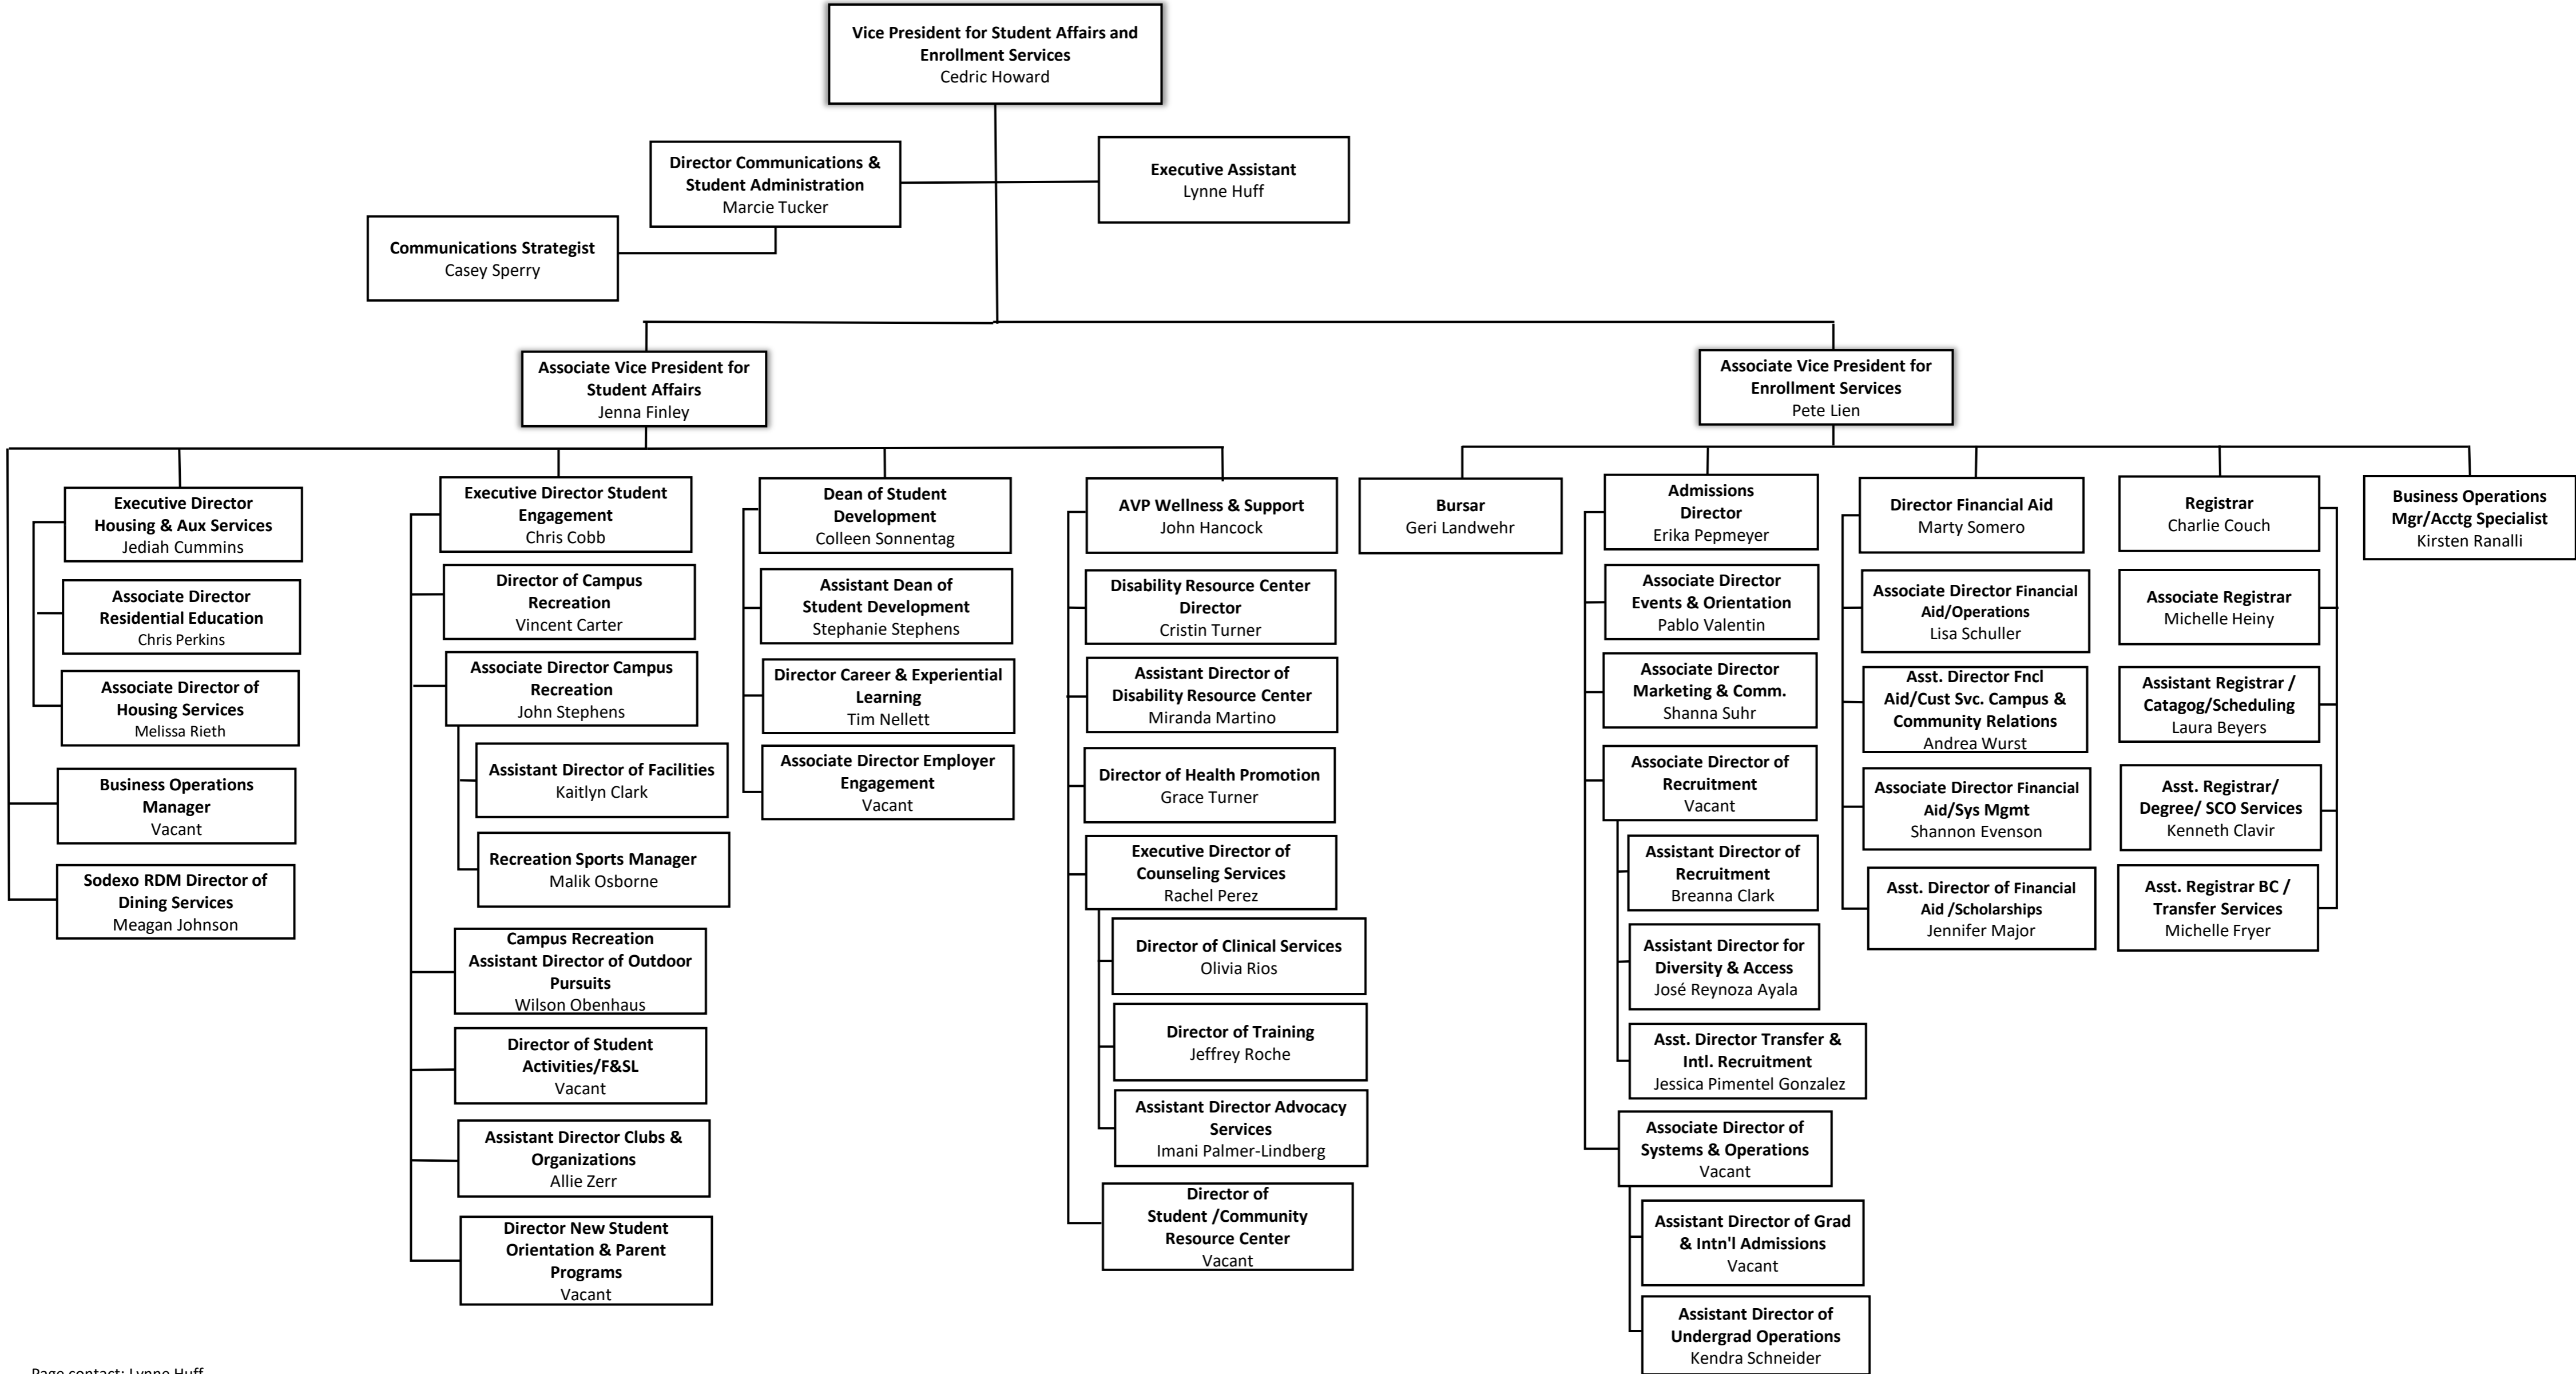 Vice President for Student Affairs and
Enrollment Services
Cedric Howard
Director Communications &
Student Administration
Marcie Tucker
Executive Assistant
Lynne Huff
Communications Strategist
Casey Sperry
Associate Vice President for
Student Affairs
Jenna Finley
Associate Vice President for
Enrollment Services
Pete Lien
Executive Director
Housing & Aux Services
Jediah Cummins
Associate Director
Residential Education
Chris Perkins
Associate Director of
Housing Services
Melissa Rieth
Business Operations
Manager
Vacant
Sodexo RDM Director of
Dining Services
Meagan Johnson
Executive Director Student
Engagement
Chris Cobb
Director of Campus
Recreation
Vincent Carter
Associate Director Campus
Recreation
John Stephens
Assistant Director of Facilities
Kaitlyn Clark
Recreation Sports Manager
Malik Osborne
Campus Recreation
Assistant Director of Outdoor
Pursuits
Wilson Obenhaus
Director of Student
Activities/F&SL
Vacant
Assistant Director Clubs &
Organizations
Allie Zerr
Director New Student
Orientation & Parent
Programs
Vacant
Dean of Student
Development
Colleen Sonnentag
Assistant Dean of
Student Development
Stephanie Stephens
Director Career & Experiential
Learning
Tim Nellett
Associate Director Employer
Engagement
Vacant
AVP Wellness & Support
John Hancock
Disability Resource Center
Director
Cristin Turner
Assistant Director of
Disability Resource Center
Miranda Martino
Director of Health Promotion
Grace Turner
Executive Director of
Counseling Services
Rachel Perez
Director of Clinical Services
Olivia Rios
Director of Training
Jeffrey Roche
Assistant Director Advocacy
Services
Imani Palmer-Lindberg
Director of
Student /Community
Resource Center
Vacant
Bursar
Geri Landwehr
Admissions
Director
Erika Pepmeyer
Associate Director
Events & Orientation
Pablo Valentin
Associate Director
Marketing & Comm.
Shanna Suhr
Associate Director of
Recruitment
Vacant
Assistant Director of
Recruitment
Breanna Clark
Assistant Director for
Diversity & Access
José Reynoza Ayala
Asst. Director Transfer &
Intl. Recruitment
Jessica Pimentel Gonzalez
Associate Director of
Systems & Operations
Vacant
Assistant Director of Grad
& Intn'l Admissions
Vacant
Assistant Director of
Undergrad Operations
Kendra Schneider
Director Financial Aid
Marty Somero
Associate Director Financial
Aid/Operations
Lisa Schuller
Asst. Director Fncl
Aid/Cust Svc. Campus &
Community Relations
Andrea Wurst
Associate Director Financial
Aid/Sys Mgmt
Shannon Evenson
Asst. Director of Financial
Aid /Scholarships
Jennifer Major
Registrar
Charlie Couch
Associate Registrar
Michelle Heiny
Assistant Registrar /
Catagog/Scheduling
Laura Beyers
Asst. Registrar/
Degree/ SCO Services
Kenneth Clavir
Asst. Registrar BC /
Transfer Services
Michelle Fryer
Business Operations
Mgr/Acctg Specialist
Kirsten Ranalli
Page contact: Lynne Huff